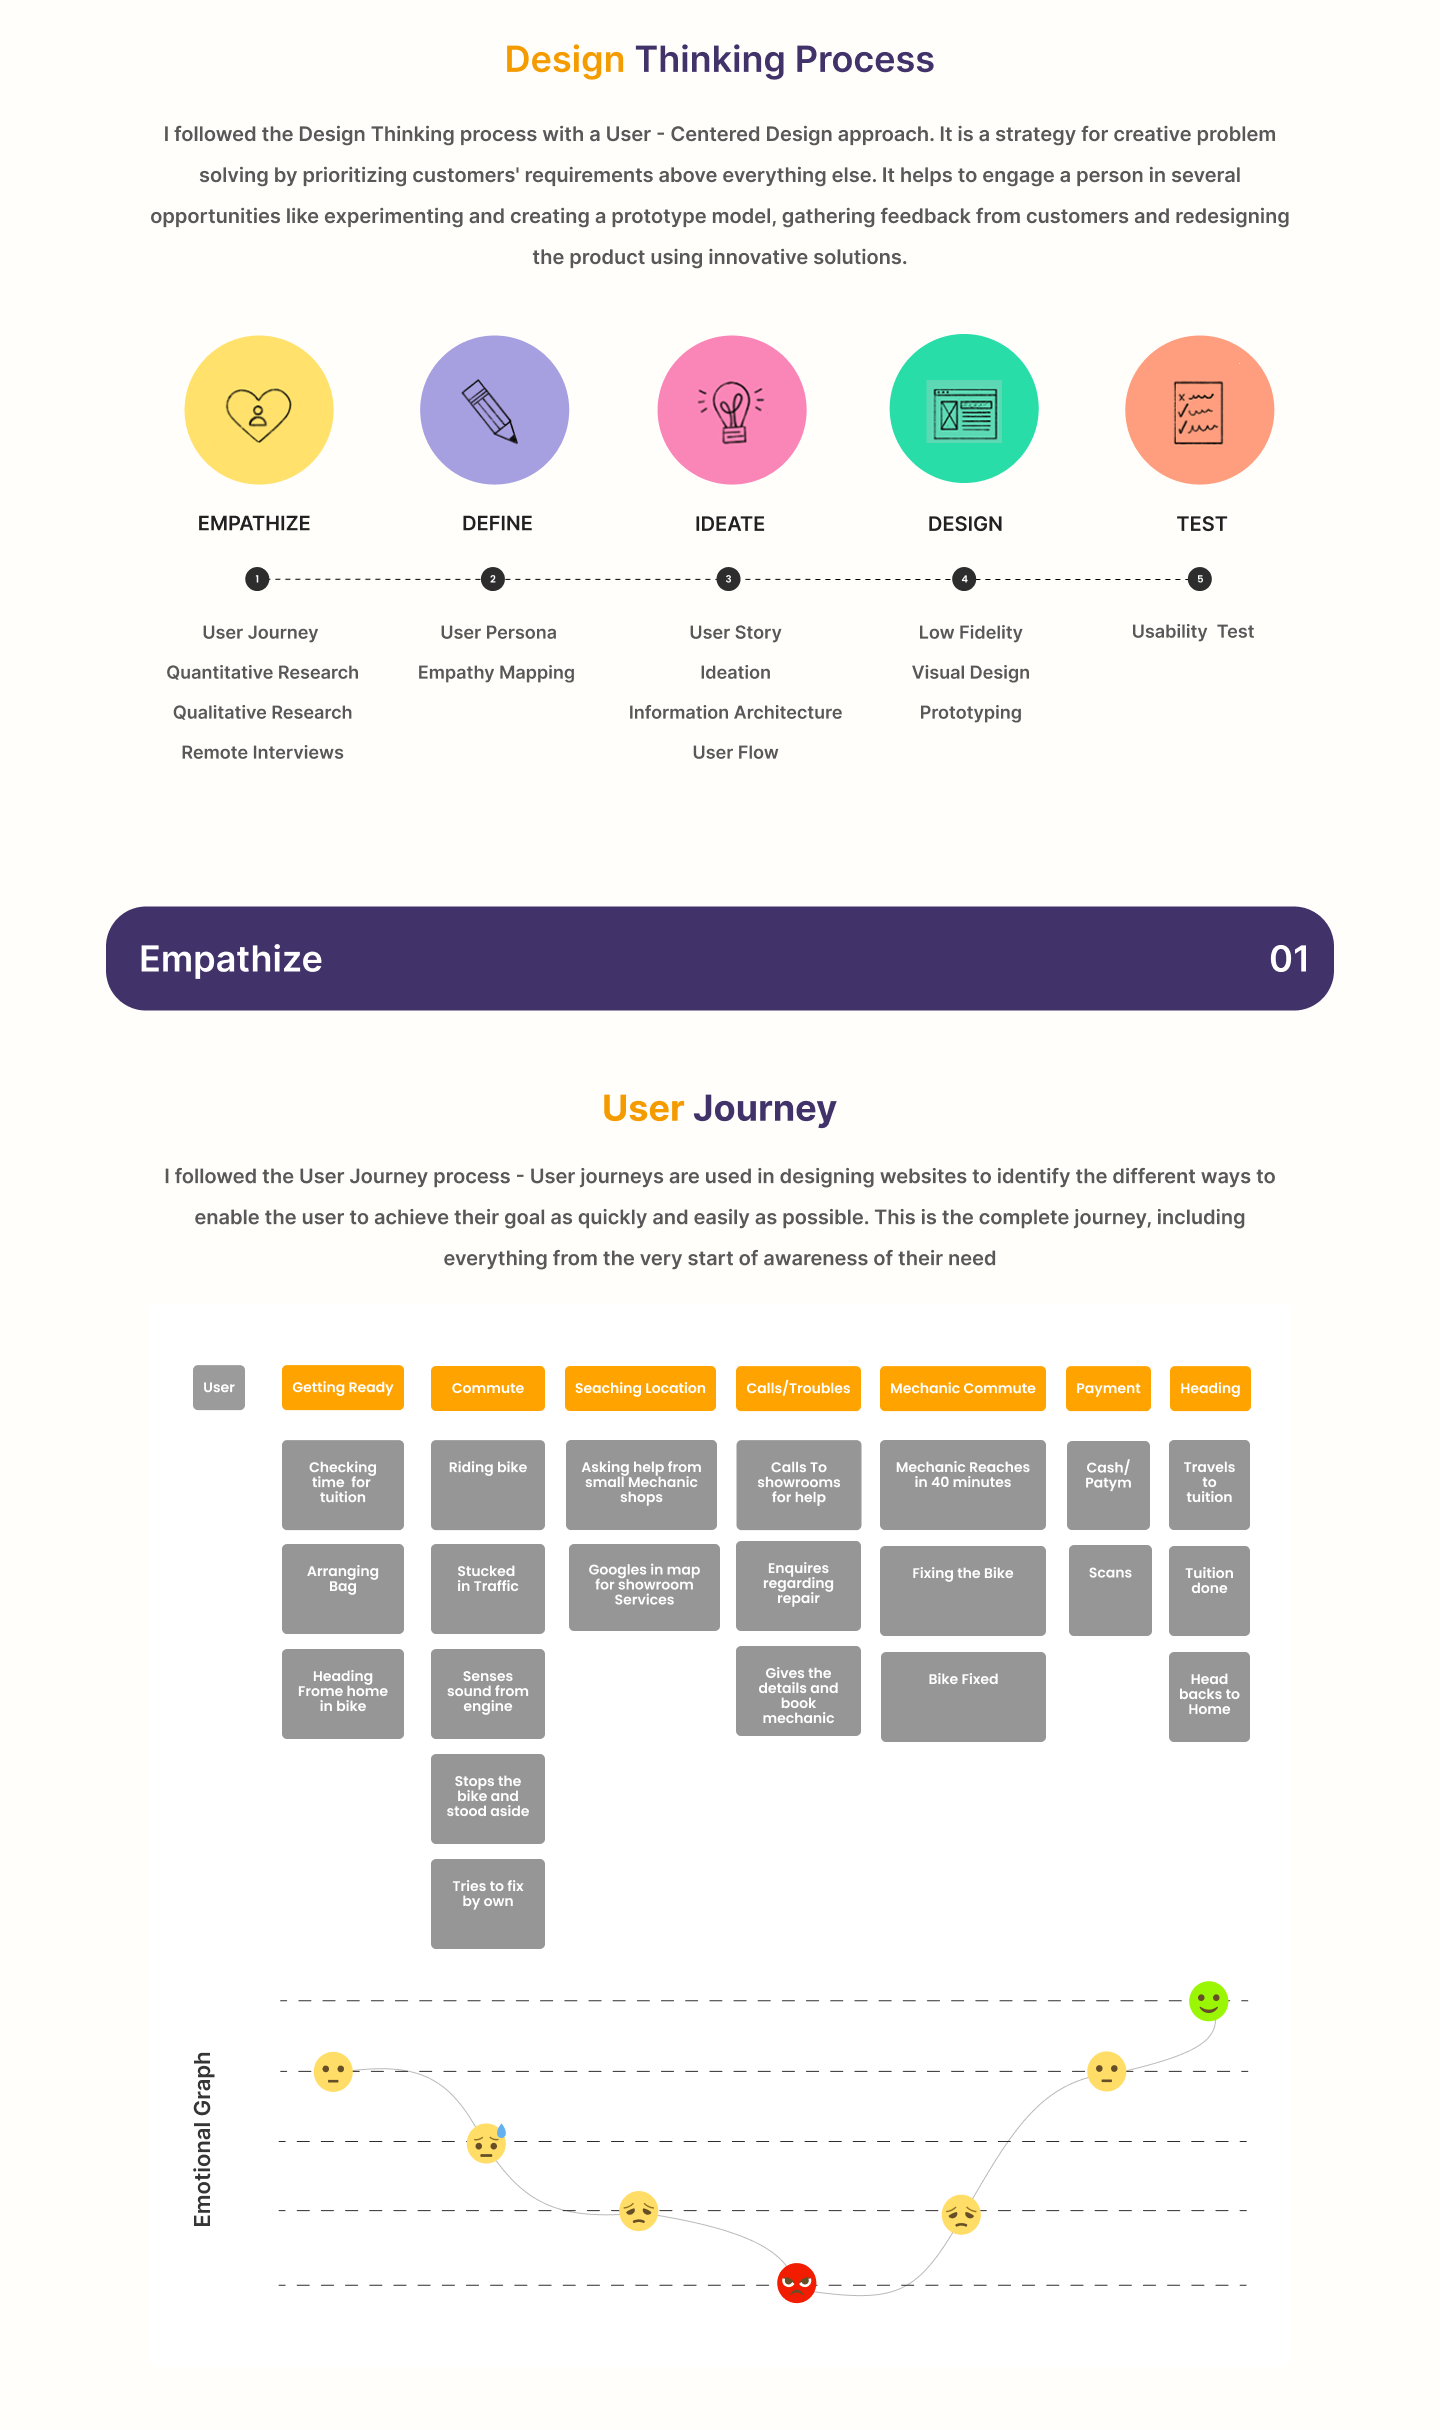 Design Thinking Process
I followed the Design Thinking process with a User - Centered Design approach. It is a strategy for creative problem
solving by prioritizing customers' requirements above everything else. It helps to engage a person in several
opportunities like experimenting and creating a prototype model, gathering feedback from customers and redesigning
the product using innovative solutions.
EMPATHIZE
DEFINE
IDEATE
DESIGN
TEST
1
2
3
4
5
User Journey
Quantitative Research
Qualitative Research
Remote Interviews
User Persona
Empathy Mapping
User Story
Ideation
Information Architecture
User Flow
Low Fidelity
Visual Design
Prototyping
Usability  Test
Empathize
01
User Journey
I followed the User Journey process - User journeys are used in designing websites to identify the different ways to
enable the user to achieve their goal as quickly and easily as possible. This is the complete journey, including
everything from the very start of awareness of their need
User
Getting Ready
Commute
Seaching Location
Calls/Troubles
Mechanic Commute
Payment
Heading
Checking
time  for
tuition
Arranging
Bag
Heading
Frome home
in bike
Riding bike
Stucked
in Traffic
Senses
sound from
engine
Stops the
bike and
stood aside
Tries to fix
by own
Asking help from
small Mechanic
shops
Googles in map
for showroom
Services
Calls To
showrooms
for help
Enquires
regarding
repair
Gives the
details and
book
mechanic
Mechanic Reaches
in 40 minutes
Fixing the Bike
Bike Fixed
Cash/
Patym
Scans
Travels
to
tuition
Tuition
done
Head
backs to
Home
Emotional Graph